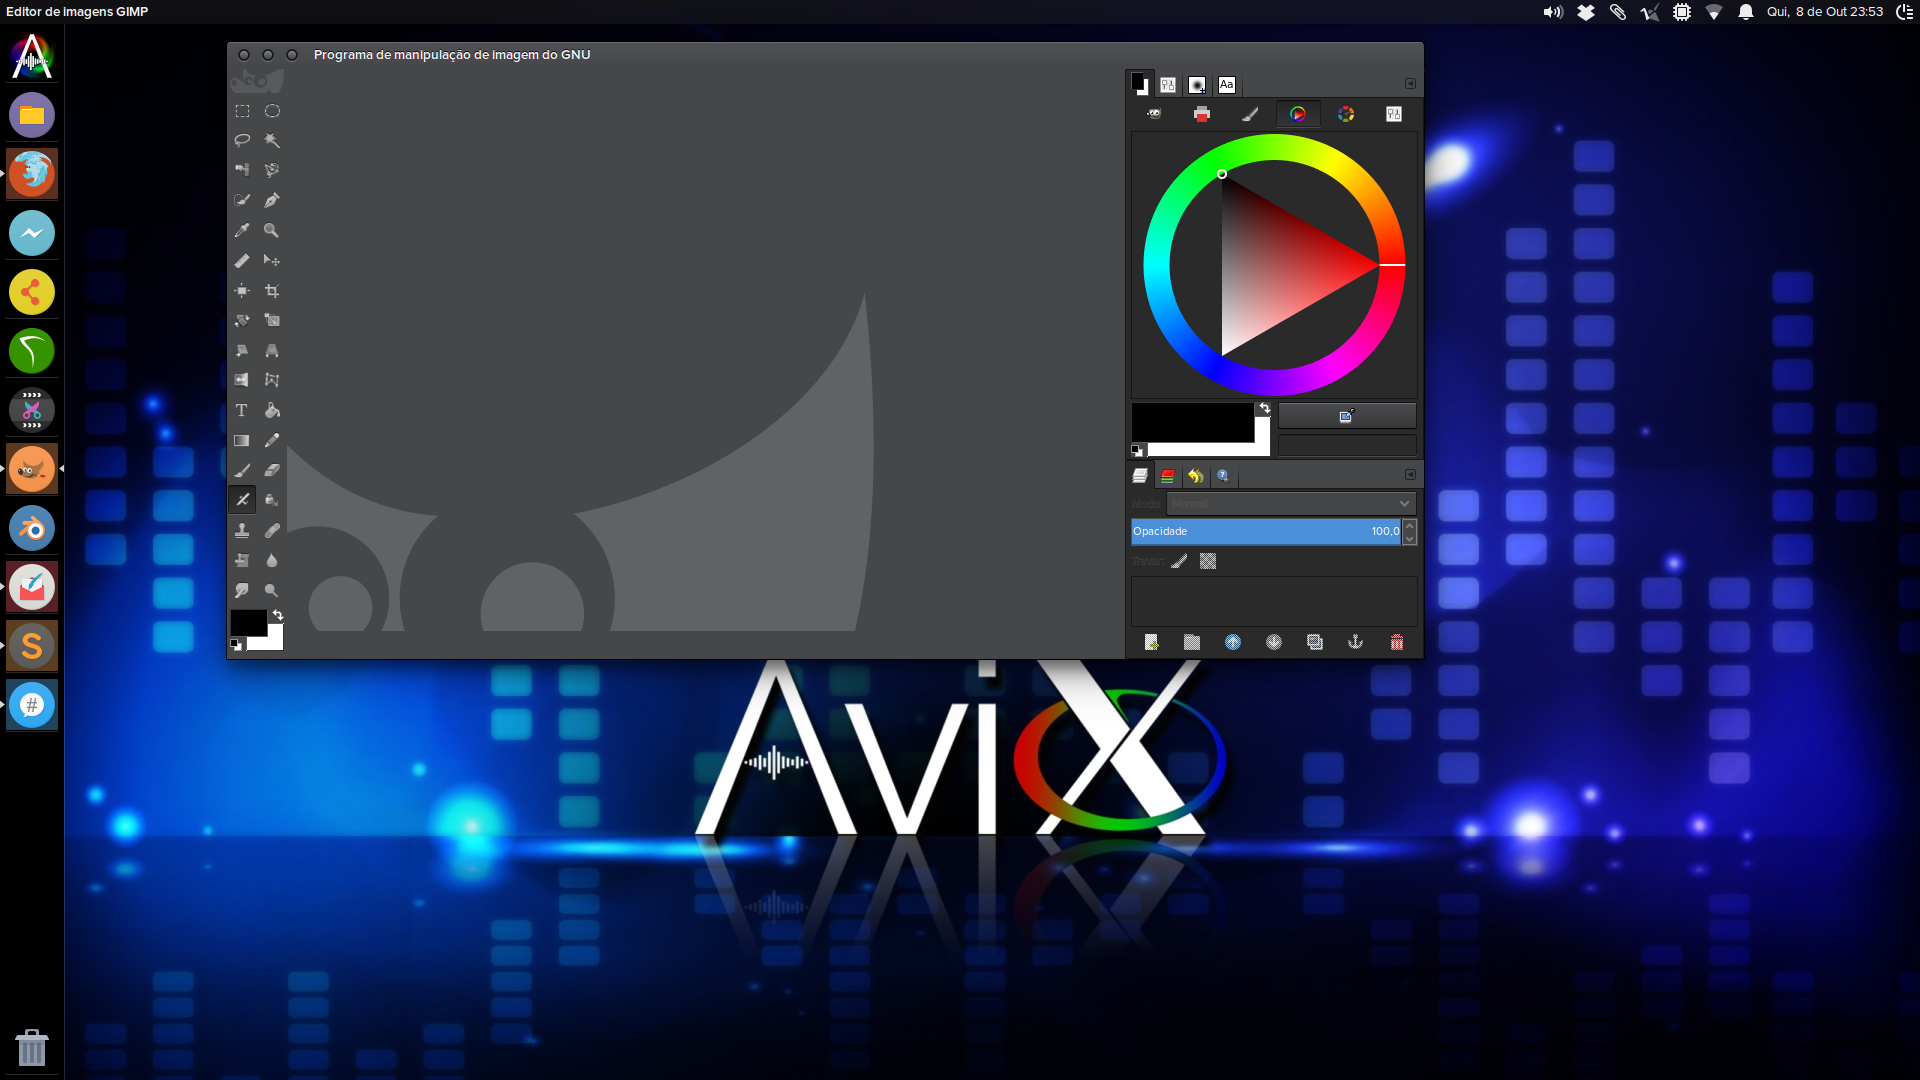 Editor de imagens GIMP
Qui, 8 de Out 23:53
Programa de manipulação de imagem do GNU
Aa
T
Modo:
Normal
Opacidade
100,0
Travar:
S
#
AviX